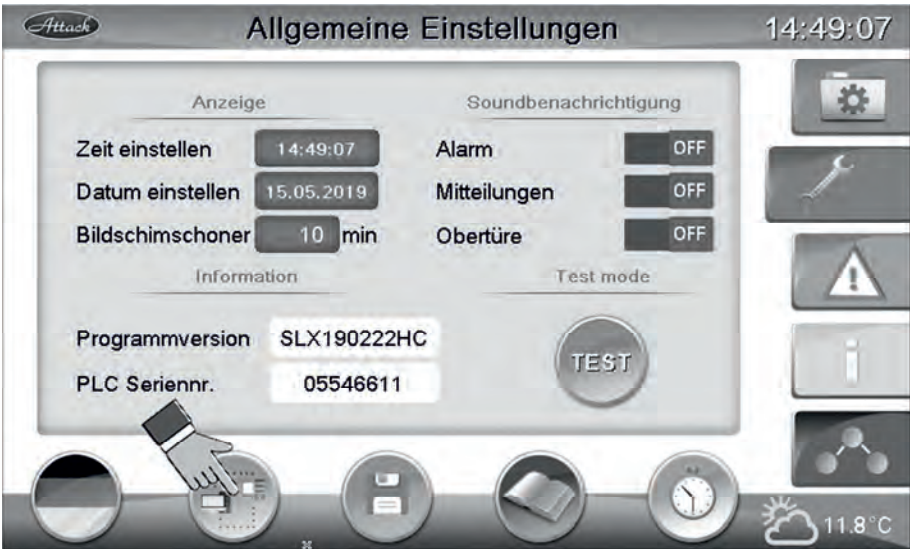 Attack
Allgemeine Einstellungen
14:49:07
Anzeige
Zeit einstellen 14:49:07
Datum einstellen 15.05.2019
Bildschimschoner 10 min
Soundbenachrichtigung
Alarm OFF
Mitteilungen OFF
Obertüre OFF
Information
Programmversion SLX190222HC
PLC Seriennr. 05546611
Test mode
TEST
11.8°C